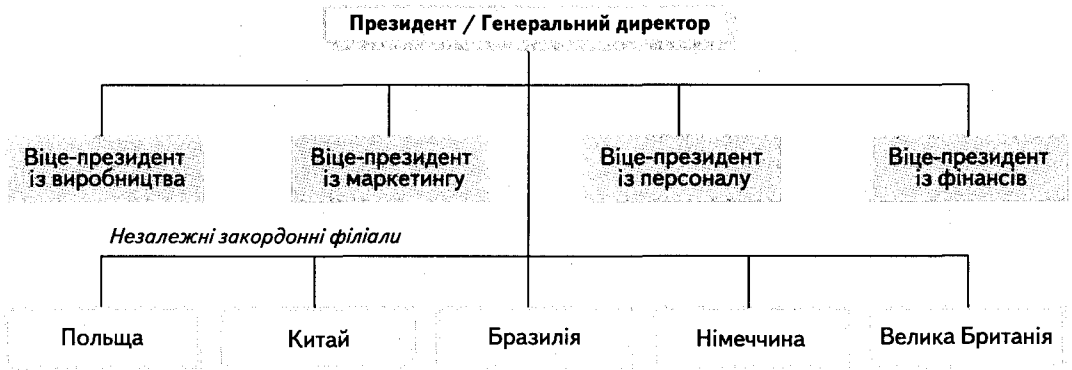 Президент / Генеральний директор
Віце-президент
із виробництва
Віце-президент
із маркетингу
Віце-президент
із персоналу
Віце-президент
із фінансів
Незалежні закордонні філіали
Польща
Китай
Бразилія
Німеччина
Велика Британія